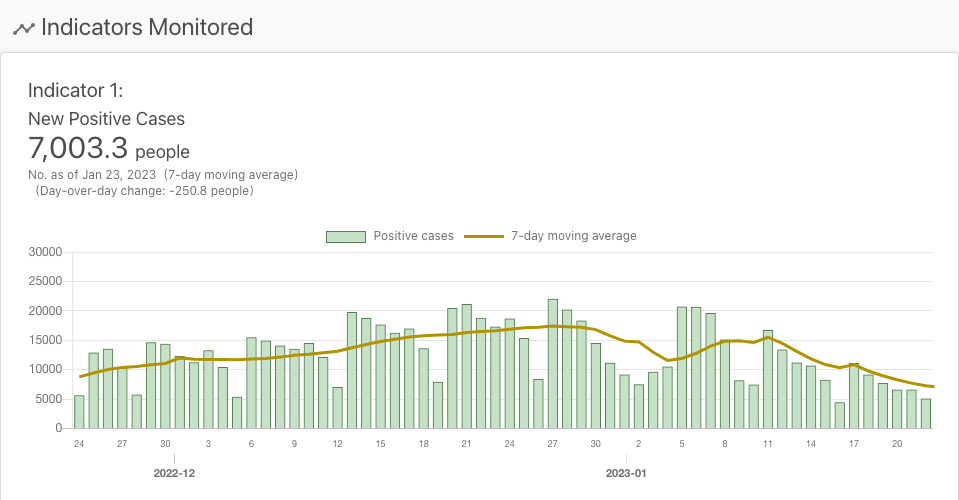 Indicators Monitored
Indicator 1:
New Positive Cases
7,003.3 people
No. as of Jan 23, 2023 (7-day moving average)
(Day-over-day change: -250.8 people)
Positive cases 7-day moving average
30000
25000
20000
15000
10000
5000
0
24 27 30 3 6 9 12 15 18 21 24 27 30 2 5 8 11 14 17 20
2022-12 2023-01